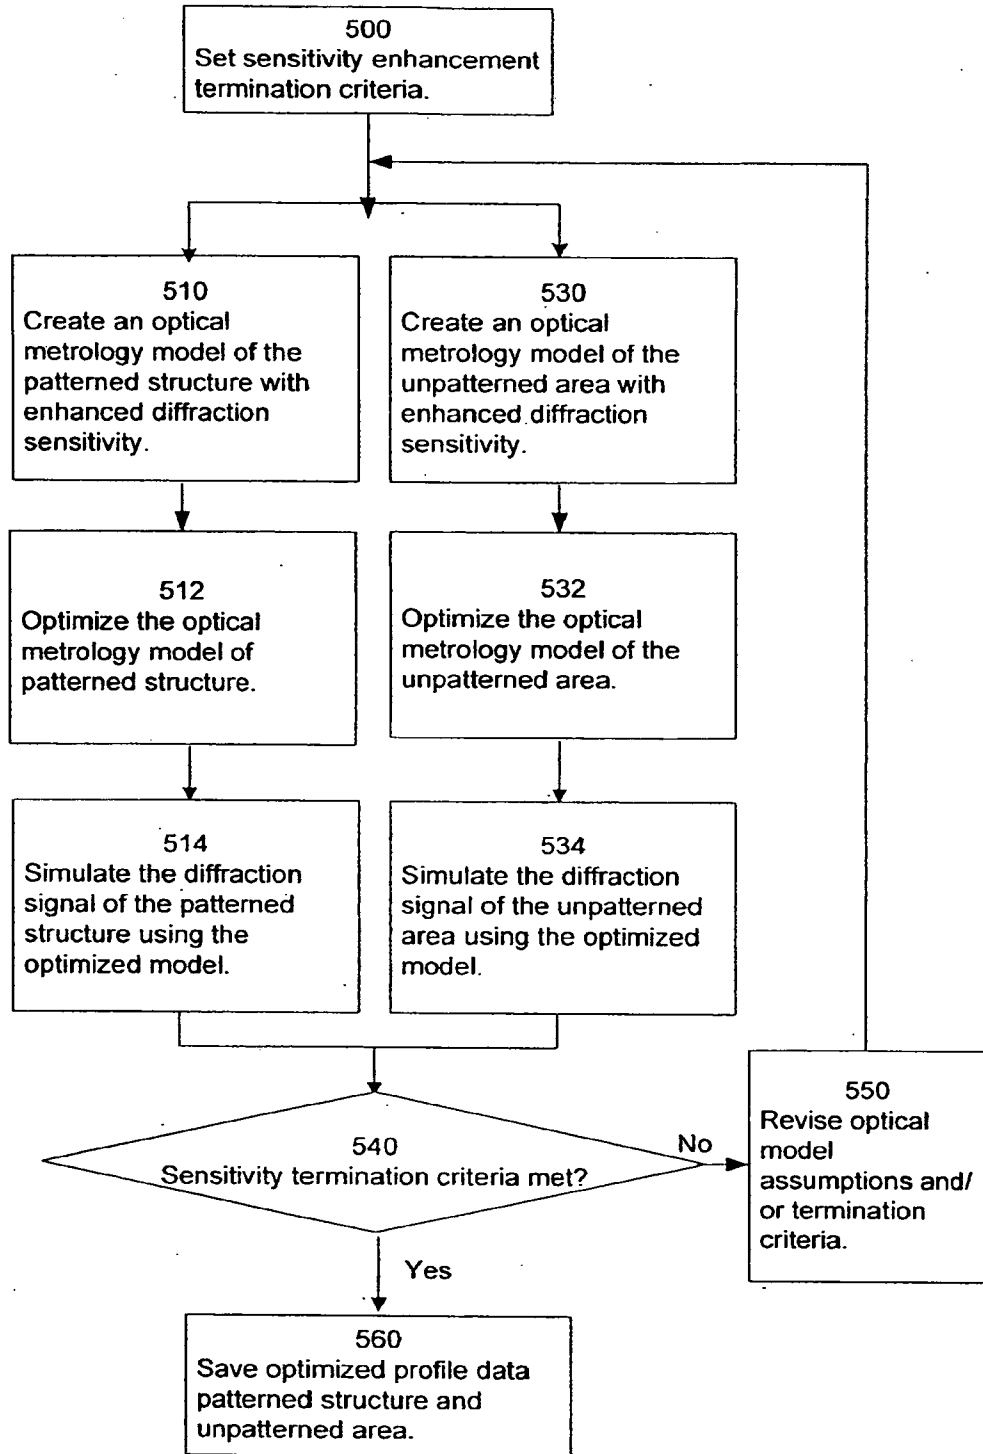 500
Set sensitivity enhancement
termination criteria.
510
Create an optical
metrology model of the
patterned structure with
enhanced diffraction
sensitivity.
530
Create an optical
metrology model of the
unpatterned area with
enhanced diffraction
sensitivity.
512
Optimize the optical
metrology model of
patterned structure.
532
Optimize the optical
metrology model of the
unpatterned area.
514
Simulate the diffraction
signal of the patterned
structure using the
optimized model.
534
Simulate the diffraction
signal of the unpatterned
area using the optimized
model.
540
Sensitivity termination criteria met?
No
550
Revise optical
model
assumptions and/
or termination
criteria.
Yes
560
Save optimized profile data
patterned structure and
unpatterned area.